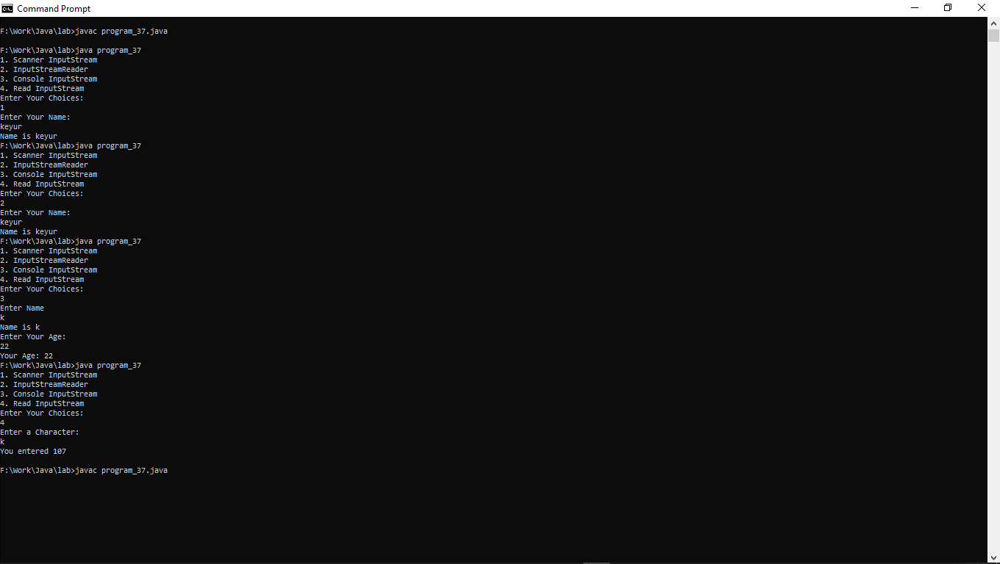 Command Prompt
F:\Work\Java\lab>javac program_37.java
F:\Work\Java\lab>java program_37
1. Scanner InputStream
2. InputStreamReader
3. Console InputStream
4. Read InputStream
Enter Your Choices:
1
Enter Your Name:
keyur
Name is keyur
F:\Work\Java\lab>java program_37
1. Scanner InputStream
2. InputStreamReader
3. Console InputStream
4. Read InputStream
Enter Your Choices:
2
Enter Your Name:
keyur
Name is keyur
F:\Work\Java\lab>java program_37
1. Scanner InputStream
2. InputStreamReader
3. Console InputStream
4. Read InputStream
Enter Your Choices:
3
Enter Name
k
Name is k
Enter Your Age:
22
Your Age: 22
F:\Work\Java\lab>java program_37
1. Scanner InputStream
2. InputStreamReader
3. Console InputStream
4. Read InputStream
Enter Your Choices:
4
Enter a Character:
k
You entered 107
F:\Work\Java\lab>javac program_37.java